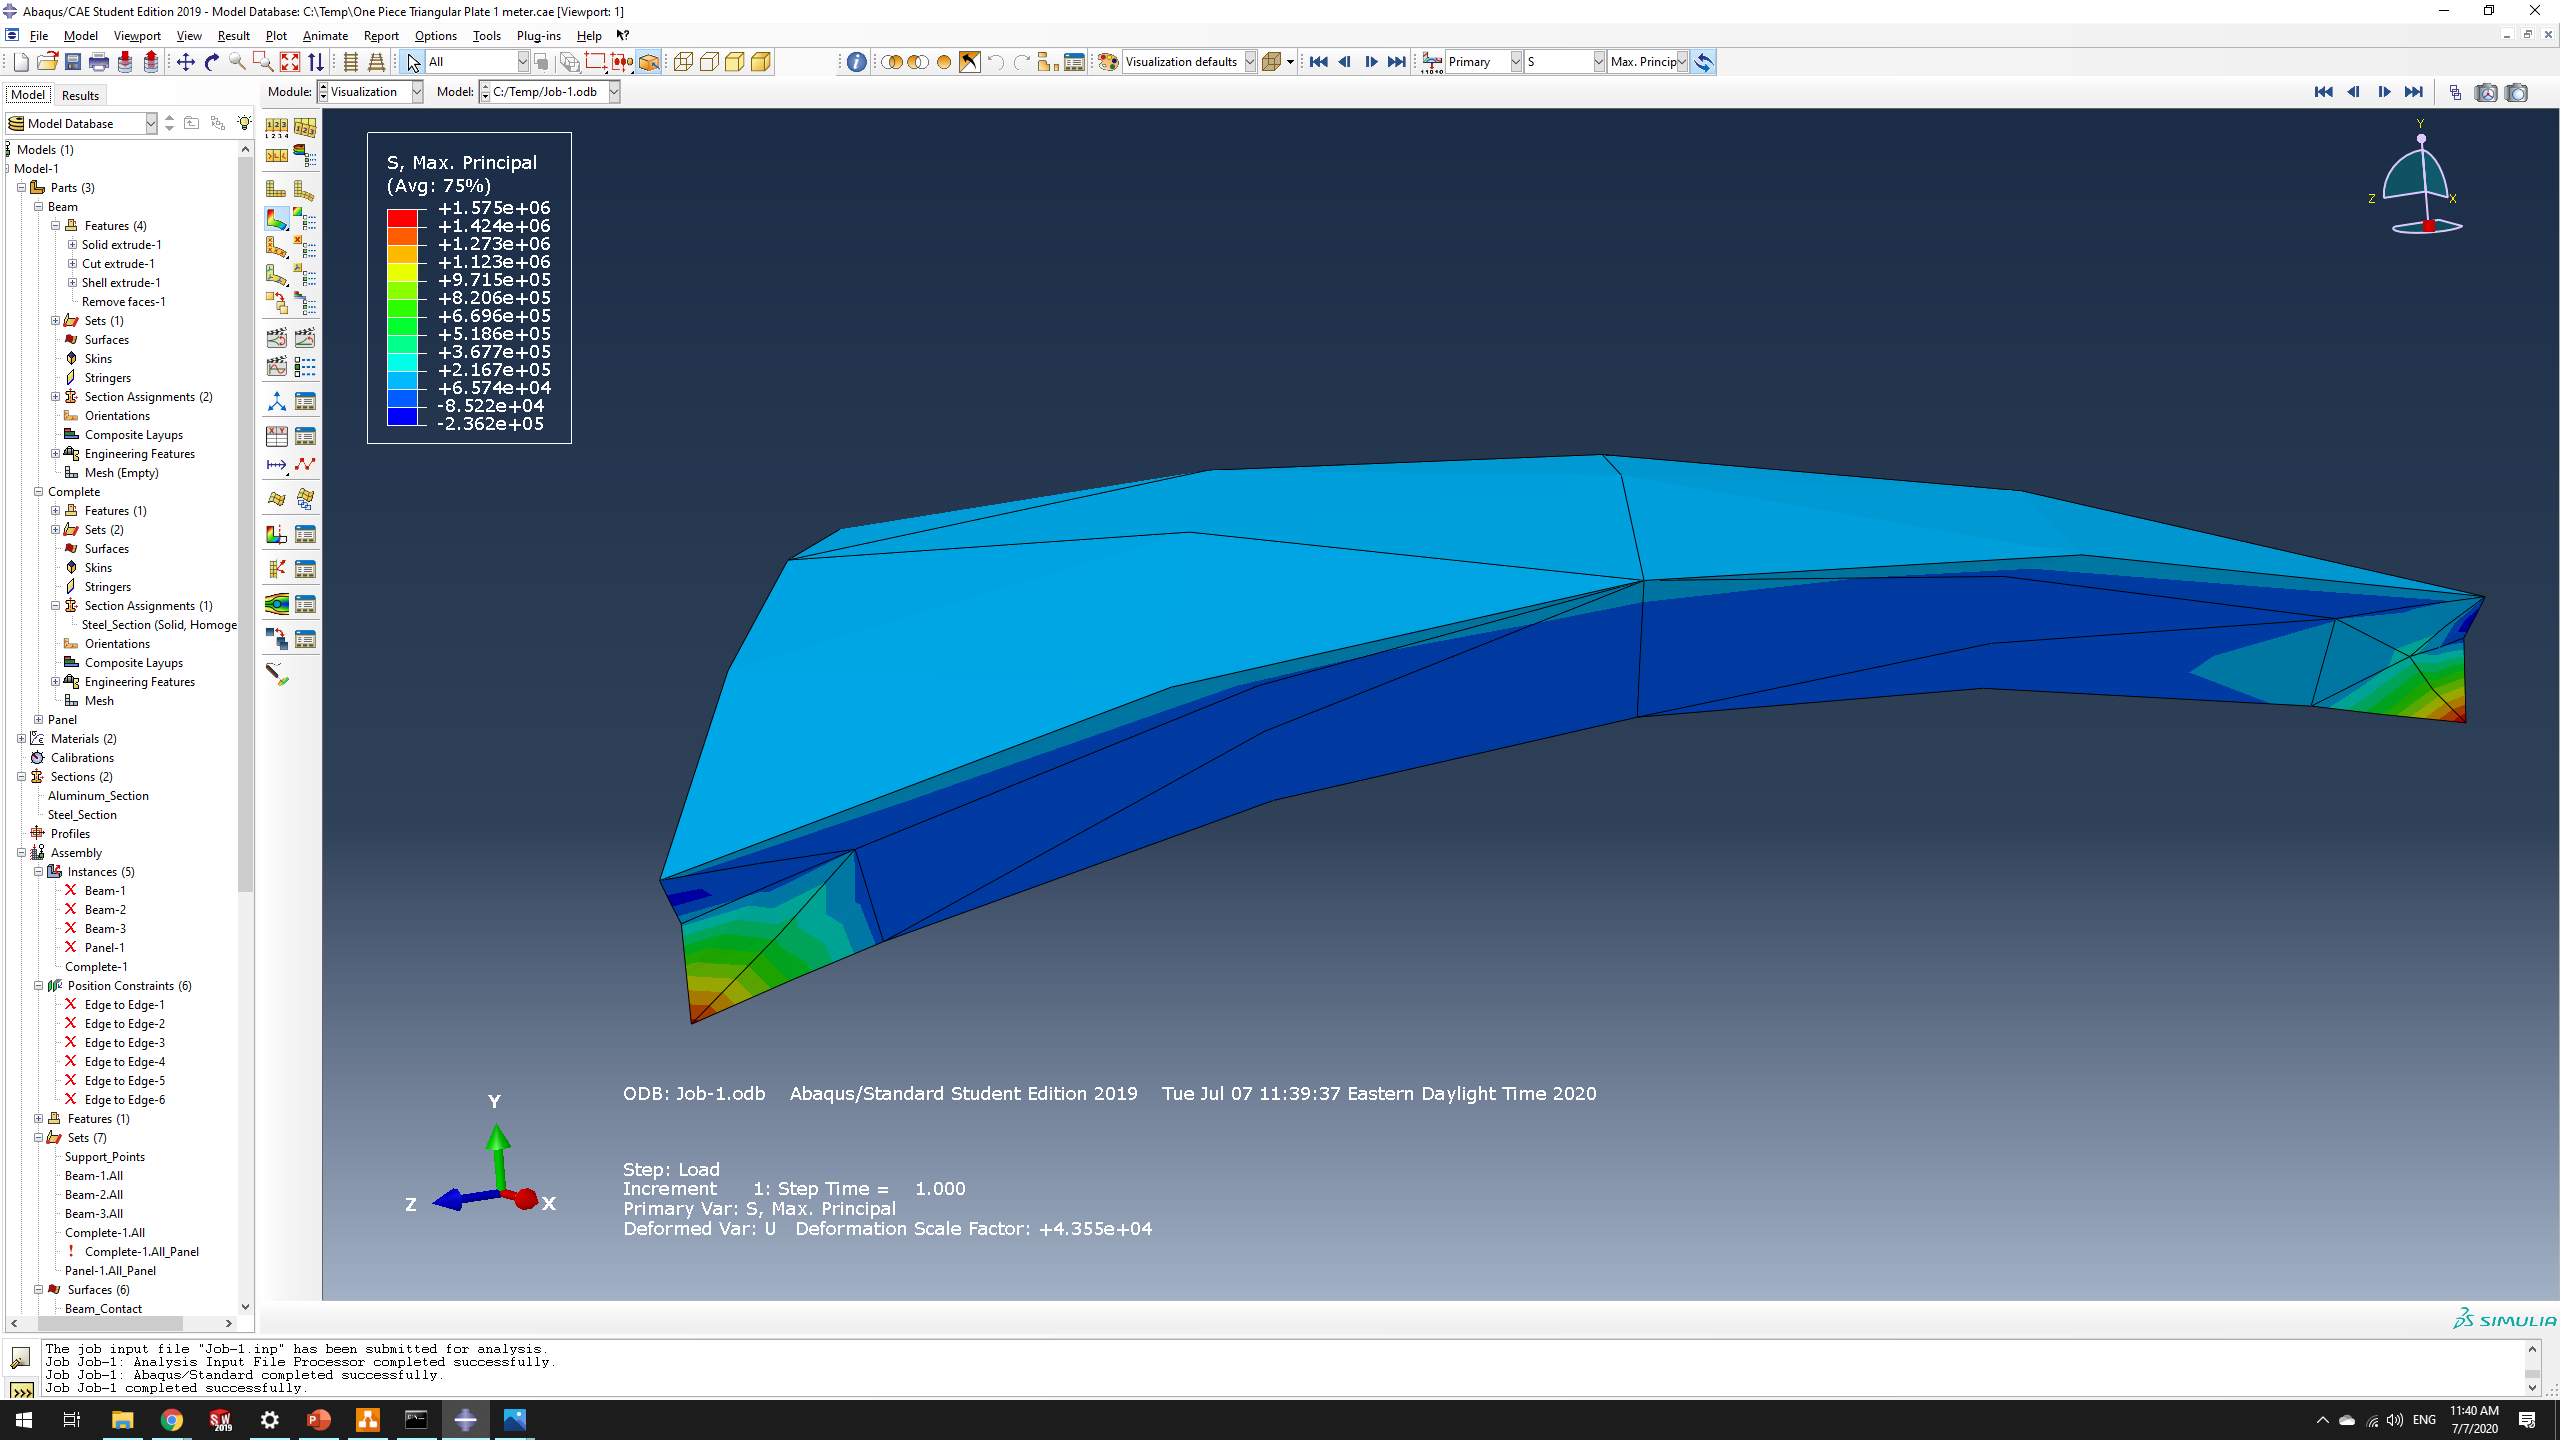 Abaqus/CAE Student Edition 2019 - Model Database: C:\Temp\One Piece Triangular Plate 1 meter.cae [Viewport: 1]
File Model Viewport View Result Plot Animate Report Options Tools Plug-ins Help
All Visualization defaults Primary S Max. Princip
Model Results Module: Visualization Model: C:/Temp/Job-1.odb
Model Database
Models (1)
Model-1
Parts (3)
Beam
Features (4)
Solid extrude-1
Cut extrude-1
Shell extrude-1
Remove faces-1
Sets (1)
Surfaces
Skins
Stringers
Section Assignments (2)
Orientations
Composite Layups
Engineering Features
Mesh (Empty)
Complete
Features (1)
Sets (2)
Surfaces
Skins
Stringers
Section Assignments (1)
Steel_Section (Solid, Homoge
Orientations
Composite Layups
Engineering Features
Mesh
Panel
Materials (2)
Calibrations
Sections (2)
Aluminum_Section
Steel_Section
Profiles
Assembly
Instances (5)
Beam-1
Beam-2
Beam-3
Panel-1
Complete-1
Position Constraints (6)
Edge to Edge-1
Edge to Edge-2
Edge to Edge-3
Edge to Edge-4
Edge to Edge-5
Edge to Edge-6
Features (1)
Sets (7)
Support_Points
Beam-1.All
Beam-2.All
Beam-3.All
Complete-1.All
Complete-1.All_Panel
Panel-1.All_Panel
Surfaces (6)
Beam_Contact
S, Max. Principal
(Avg: 75%)
+1.575e+06
+1.424e+06
+1.273e+06
+1.123e+06
+9.715e+05
+8.206e+05
+6.696e+05
+5.186e+05
+3.677e+05
+2.167e+05
+6.574e+04
-8.522e+04
-2.362e+05
Y
Z X
Y
Z X
ODB: Job-1.odb Abaqus/Standard Student Edition 2019 Tue Jul 07 11:39:37 Eastern Daylight Time 2020
Step: Load
Increment 1: Step Time = 1.000
Primary Var: S, Max. Principal
Deformed Var: U Deformation Scale Factor: +4.355e+04
SIMULIA
The job input file "Job-1.inp" has been submitted for analysis.
Job Job-1: Analysis Input File Processor completed successfully.
Job Job-1: Abaqus/Standard completed successfully.
Job Job-1 completed successfully.
ENG
11:40 AM
7/7/2020